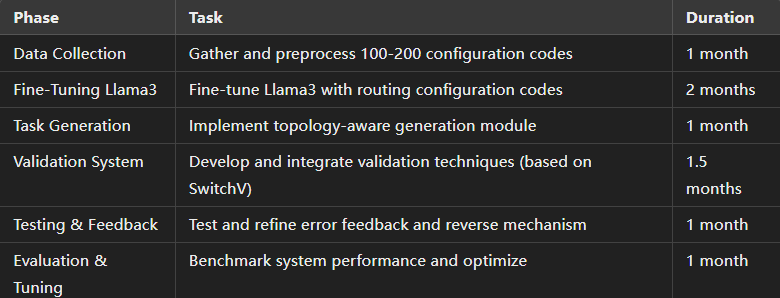 Phase Task Duration
Data Collection Gather and preprocess 100-200 configuration codes 1 month
Fine-Tuning Llama3 Fine-tune Llama3 with routing configuration codes 2 months
Task Generation Implement topology-aware generation module 1 month
Validation System Develop and integrate validation techniques (based on 1.5
SwitchV) months
Testing & Feedback Test and refine error feedback and reverse mechanism 1 month
Evaluation & Benchmark system performance and optimize 1 month
Tuning